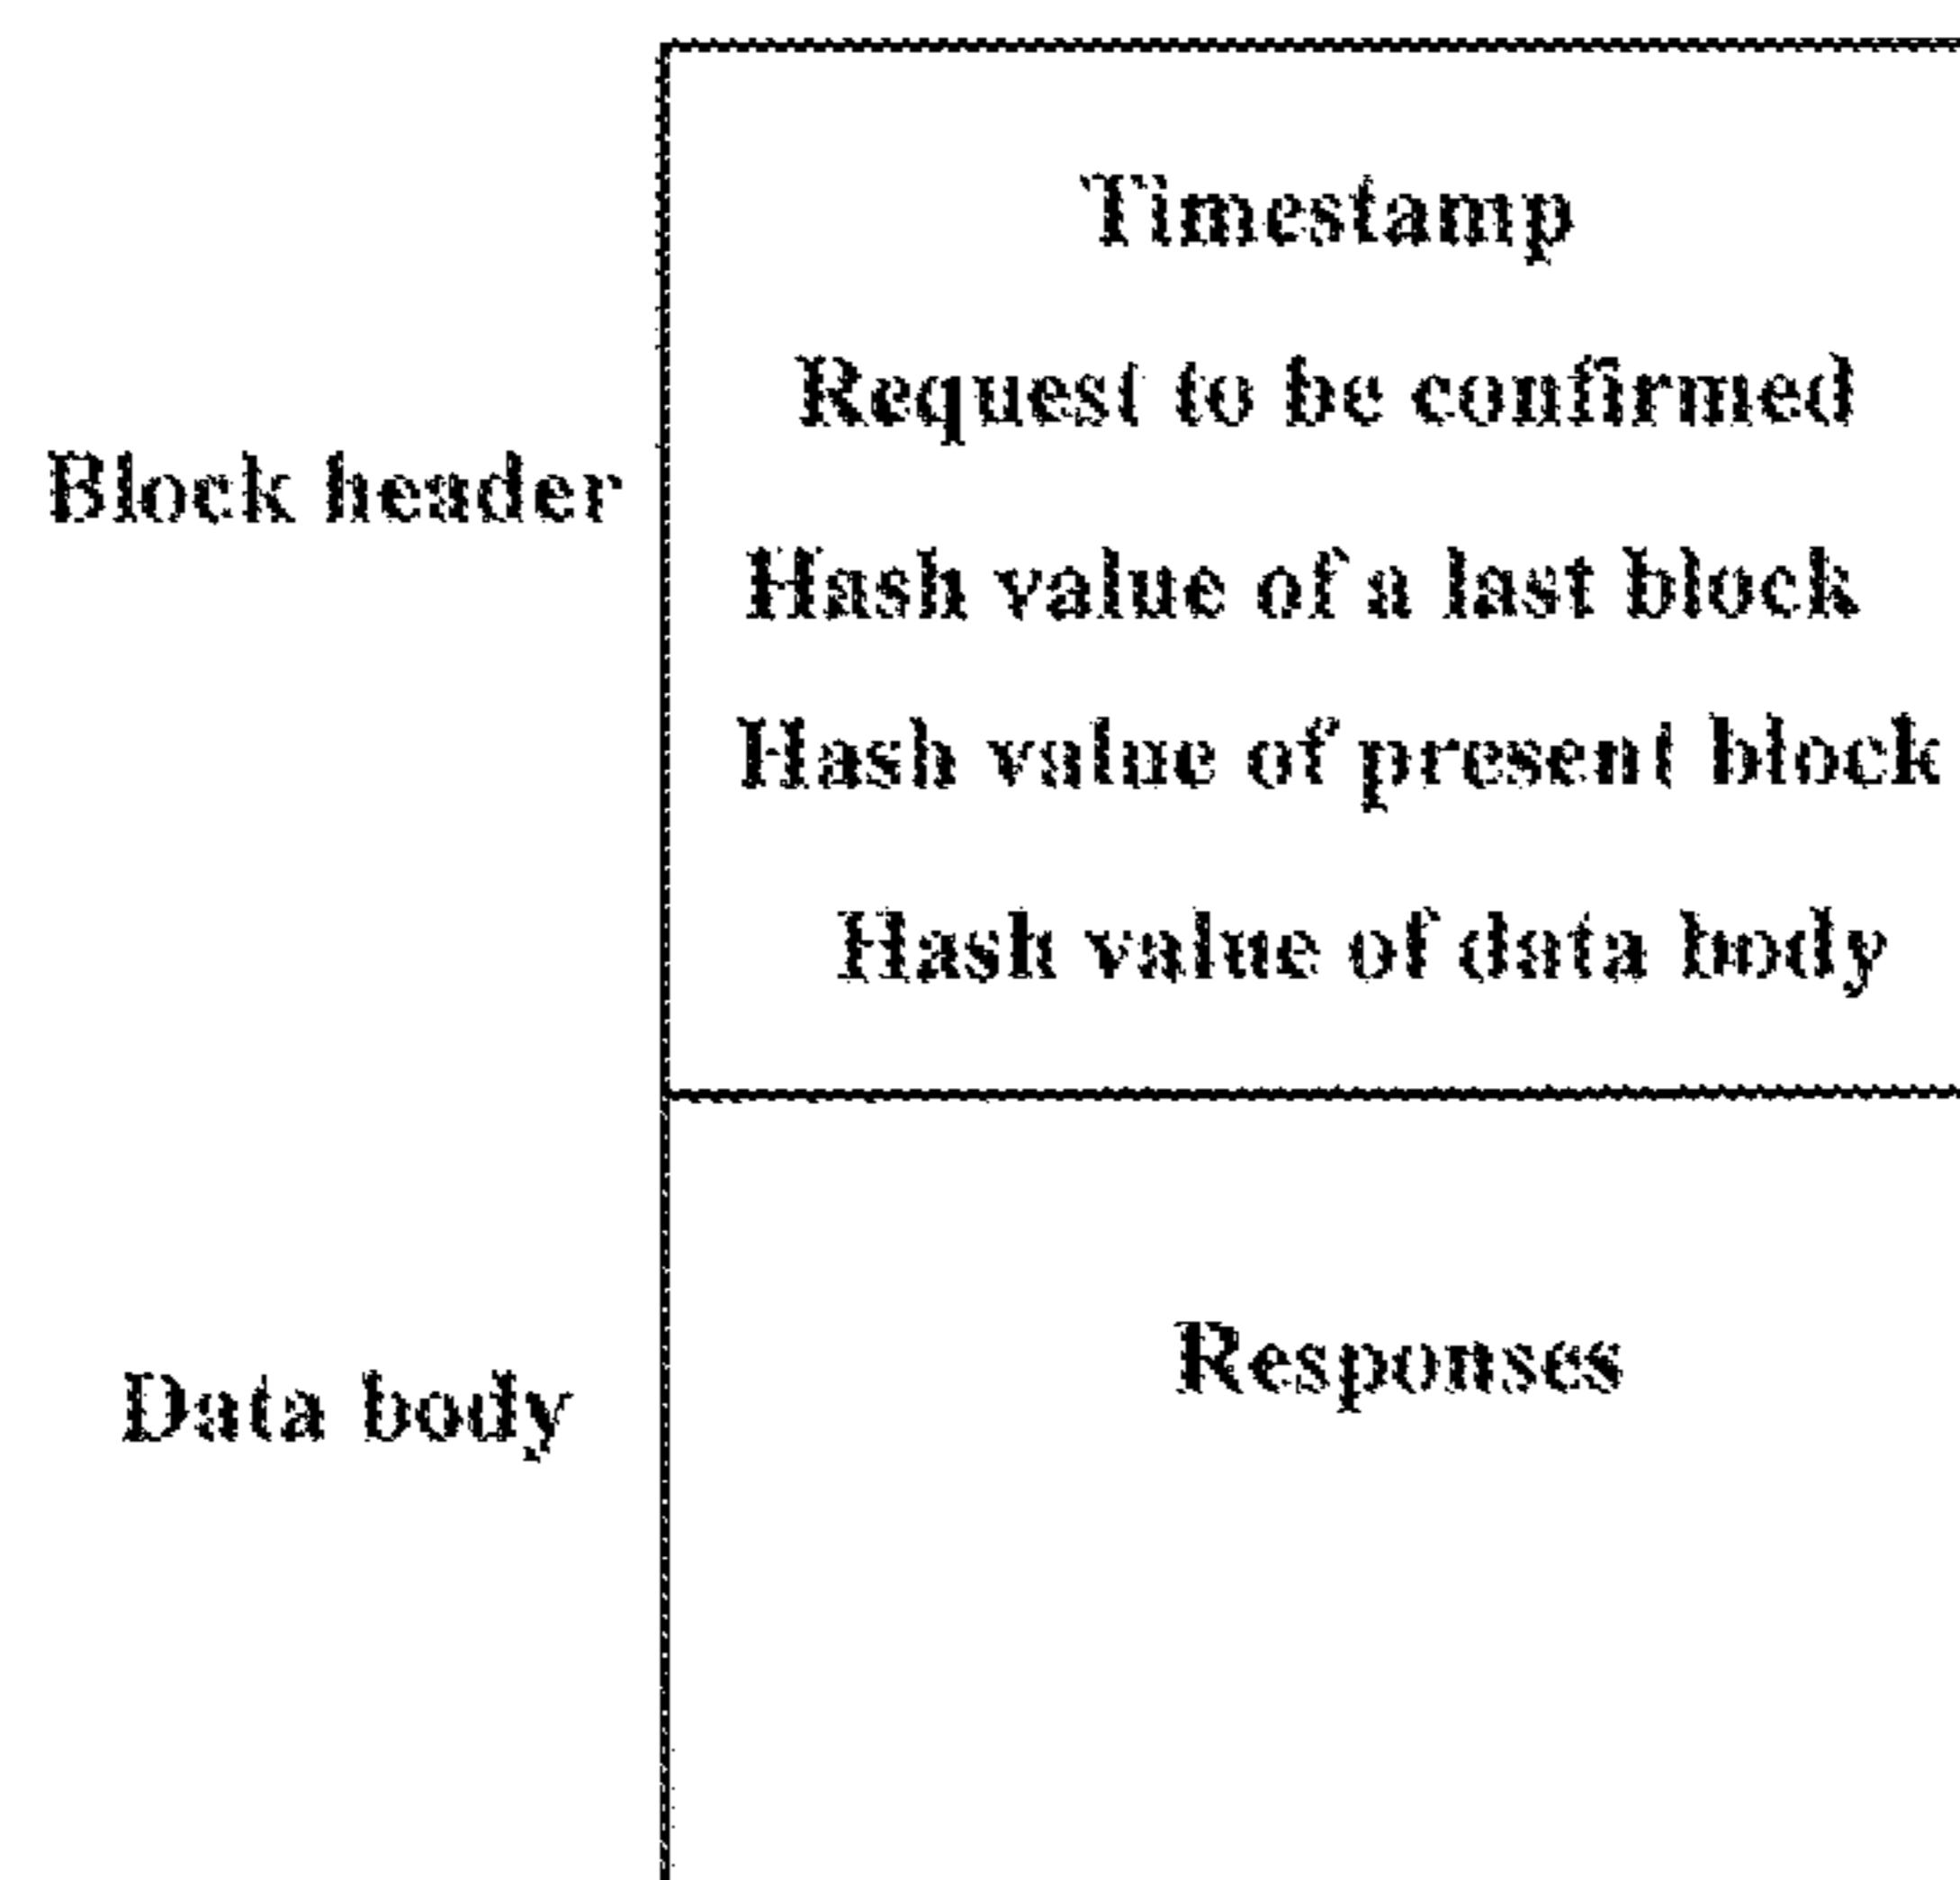 Block header
Timestamp
Request to be confirmed
Hash value of a last block
Hash value of present block
Hash value of data body
Data body
Responses